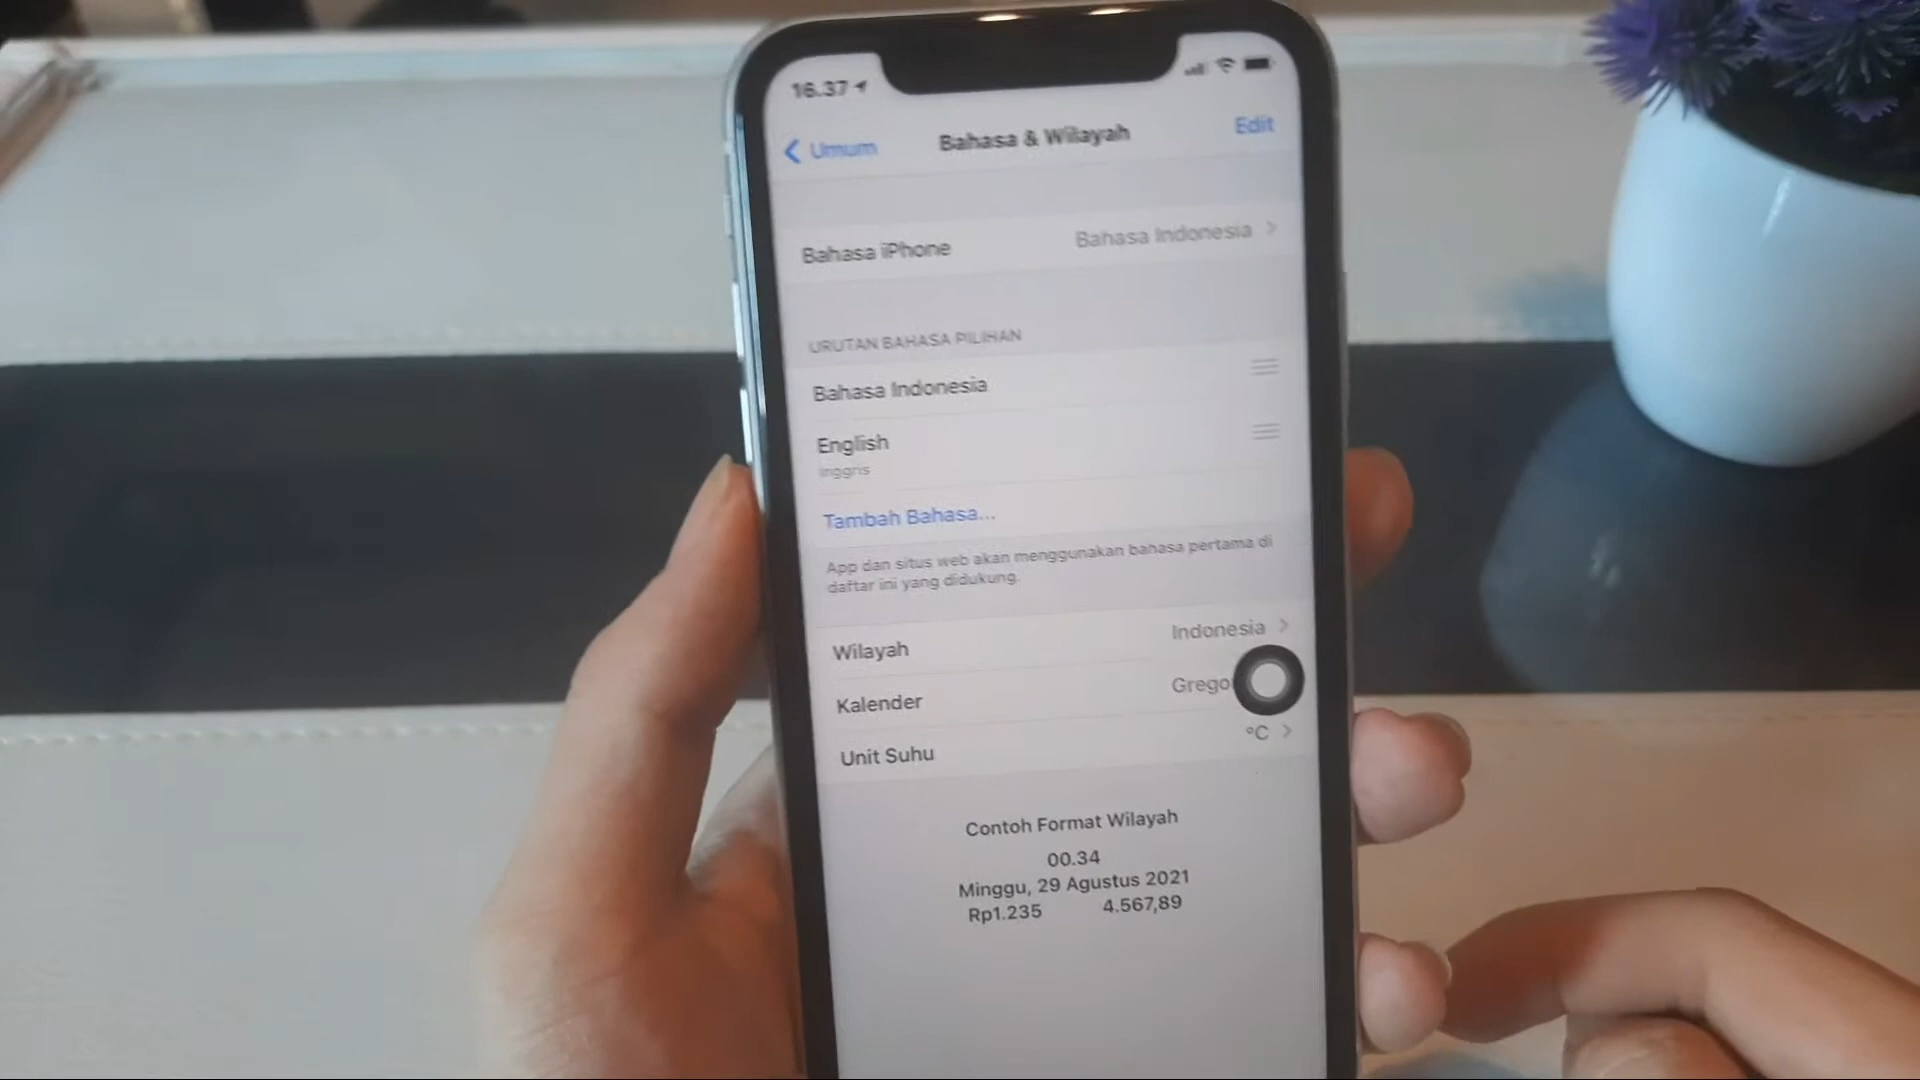 16.37
Umum
Bahasa & Wilayah
Edit
Bahasa iPhone
Bahasa Indonesia
URUTAN BAHASA PILIHAN
Bahasa Indonesia
English
Inggris
Tambah Bahasa...
App dan situs web akan menggunakan bahasa pertama di
daftar ini yang didukung.
Wilayah
Indonesia
Kalender
Unit Suhu
°C
Contoh Format Wilayah
00.34
Minggu, 29 Agustus 2021
Rp1.235 4.567,89